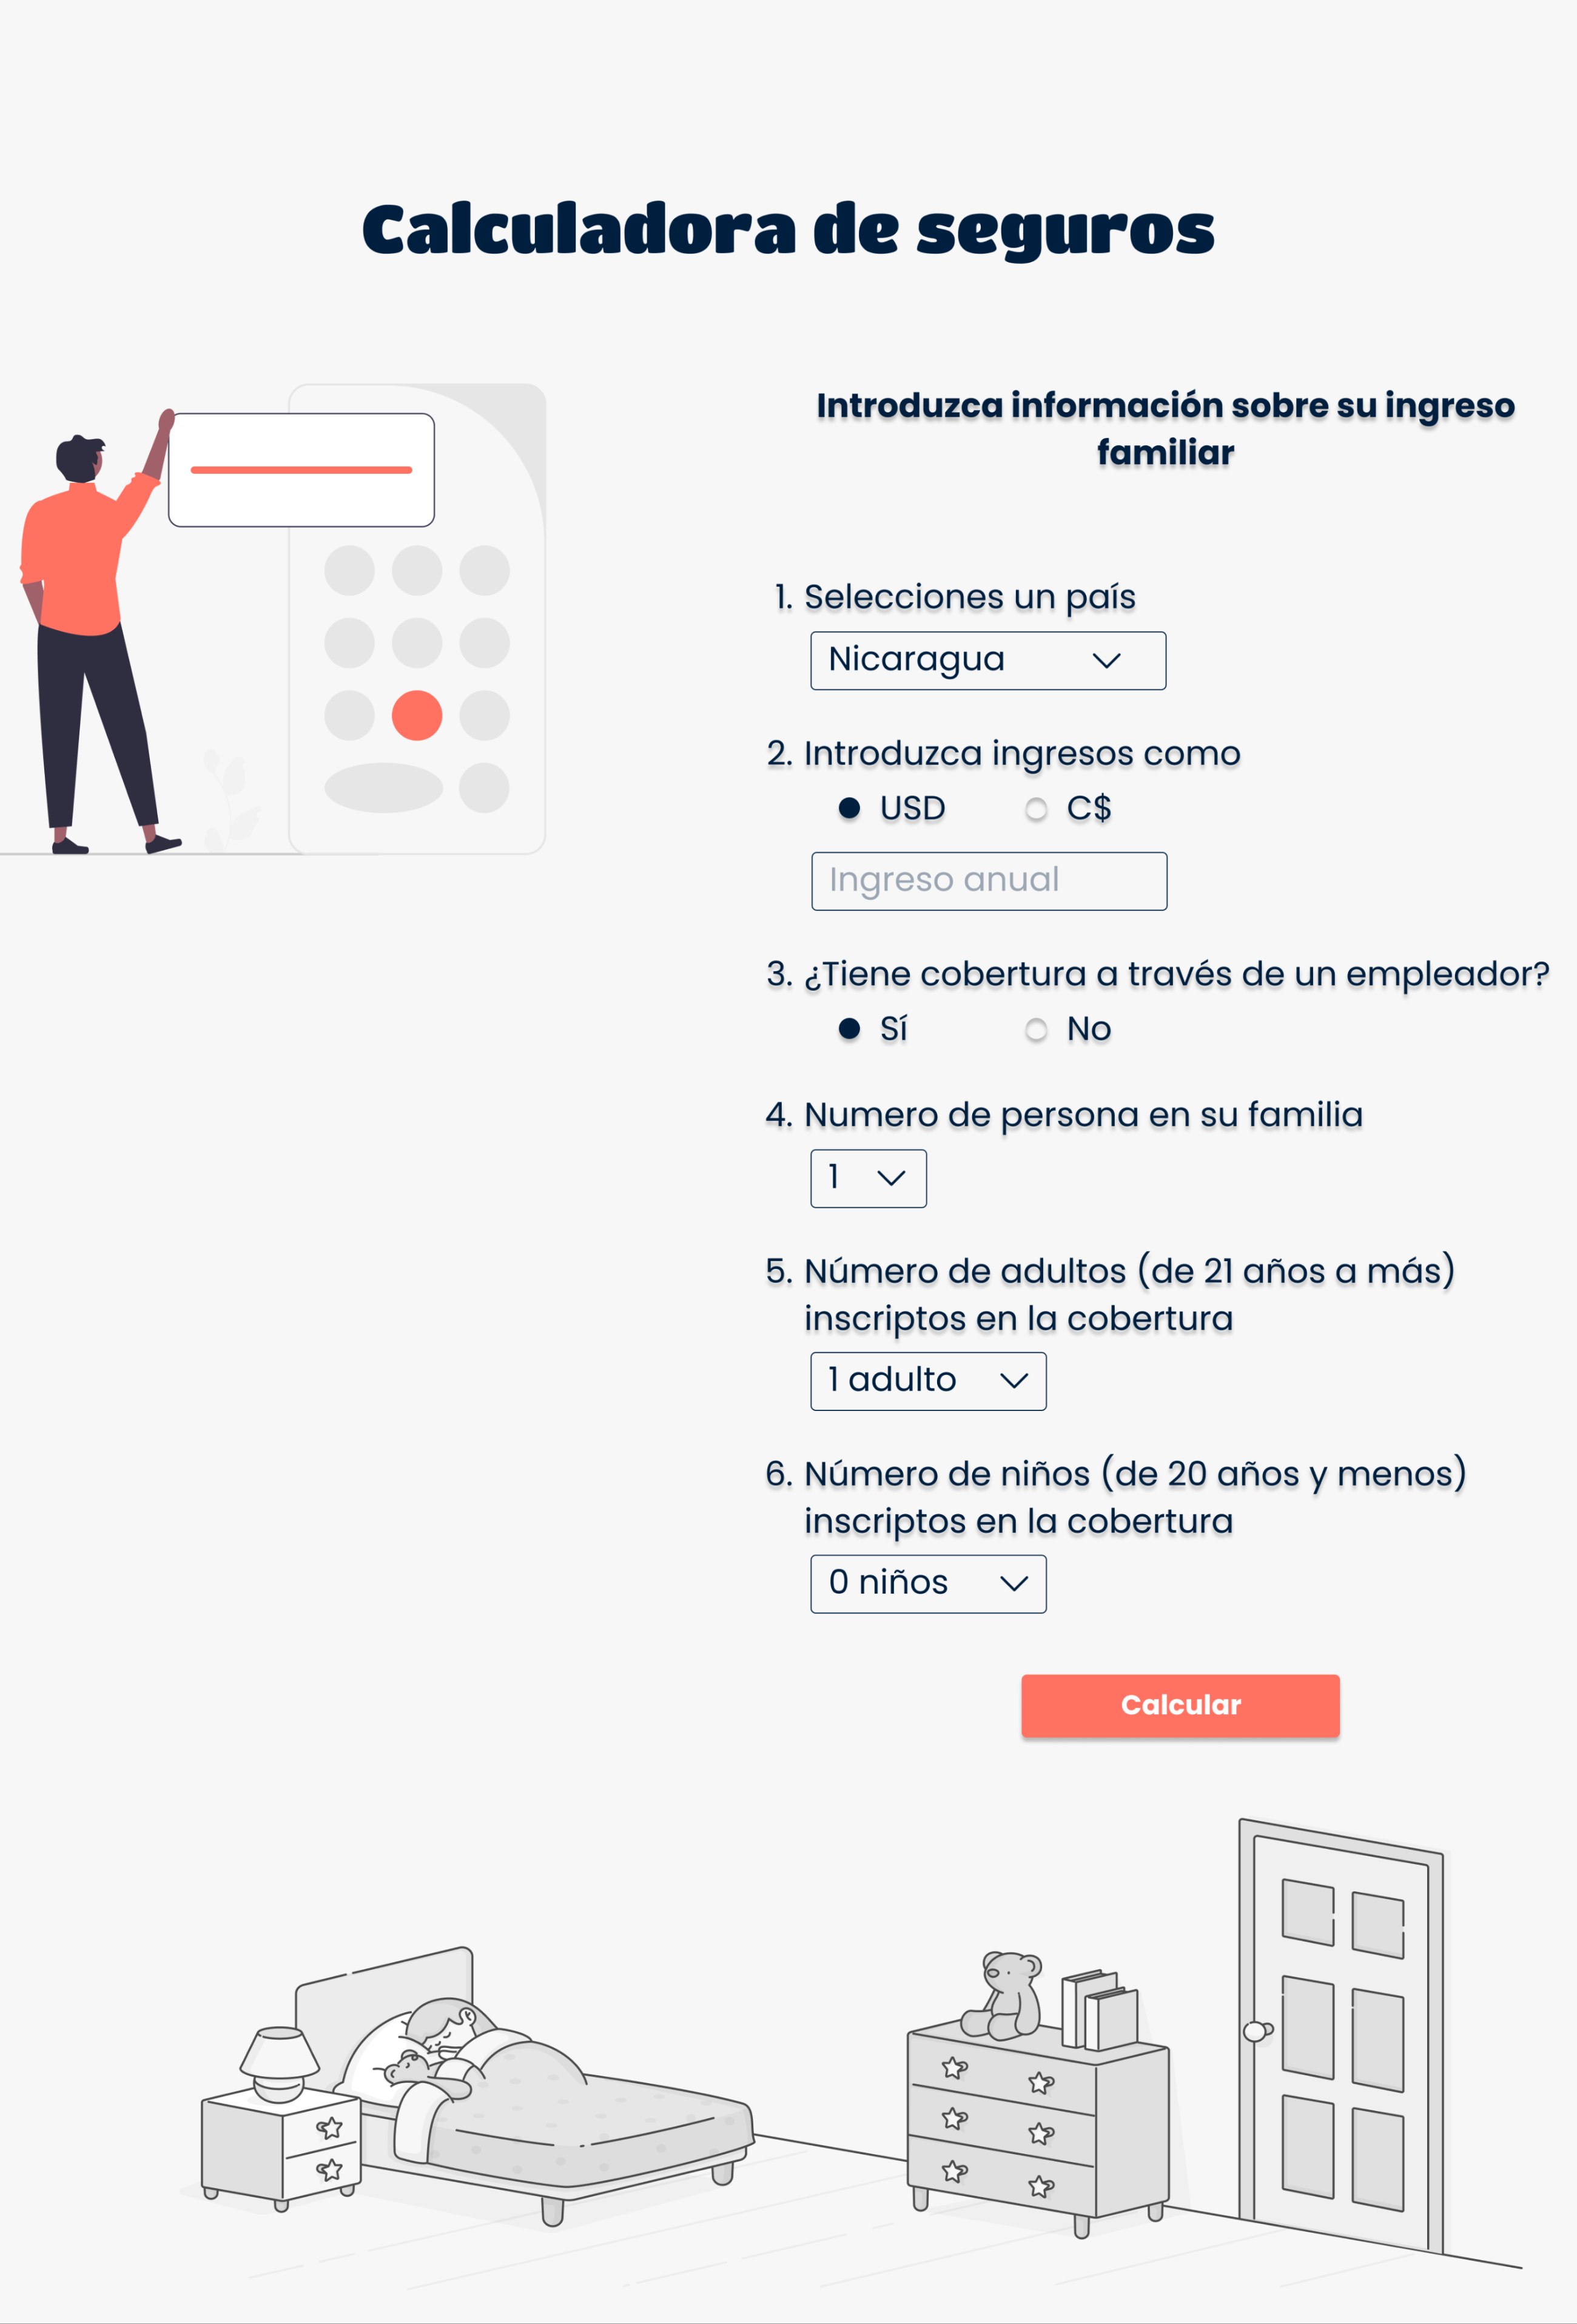 Calculadora de seguros
Introduzca información sobre su ingreso
familiar
1. Selecciones un país
Nicaragua
2. Introduzca ingresos como
USD C$
Ingreso anual
3. ¿Tiene cobertura a través de un empleador?
Sí No
4. Numero de persona en su familia
1
5. Número de adultos (de 21 años a más)
inscriptos en la cobertura
1 adulto
6. Número de niños (de 20 años y menos)
inscriptos en la cobertura
0 niños
Calcular